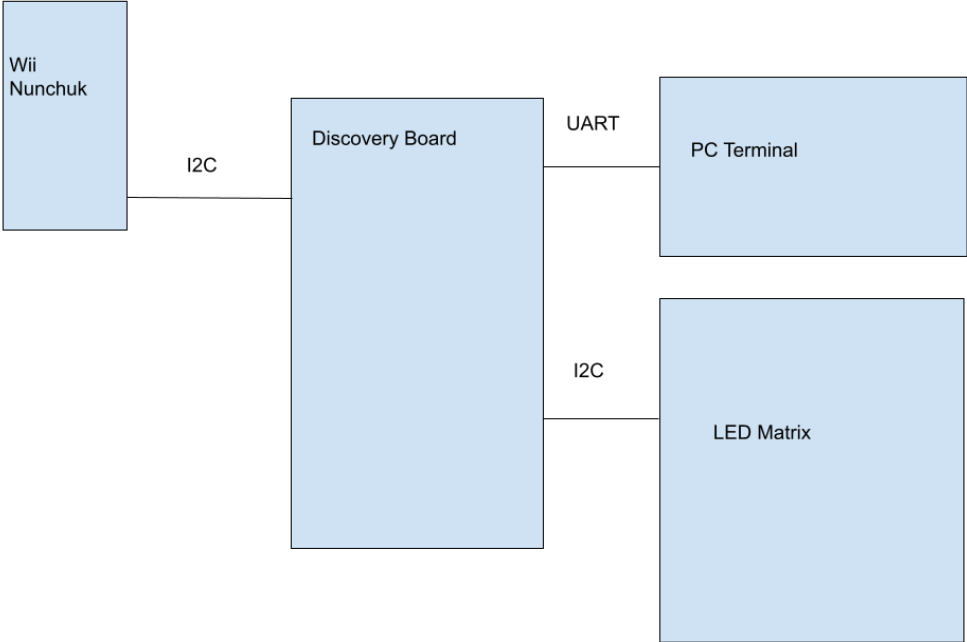 Wii
Nunchuk
I2C
Discovery Board
UART
PC Terminal
I2C
LED Matrix